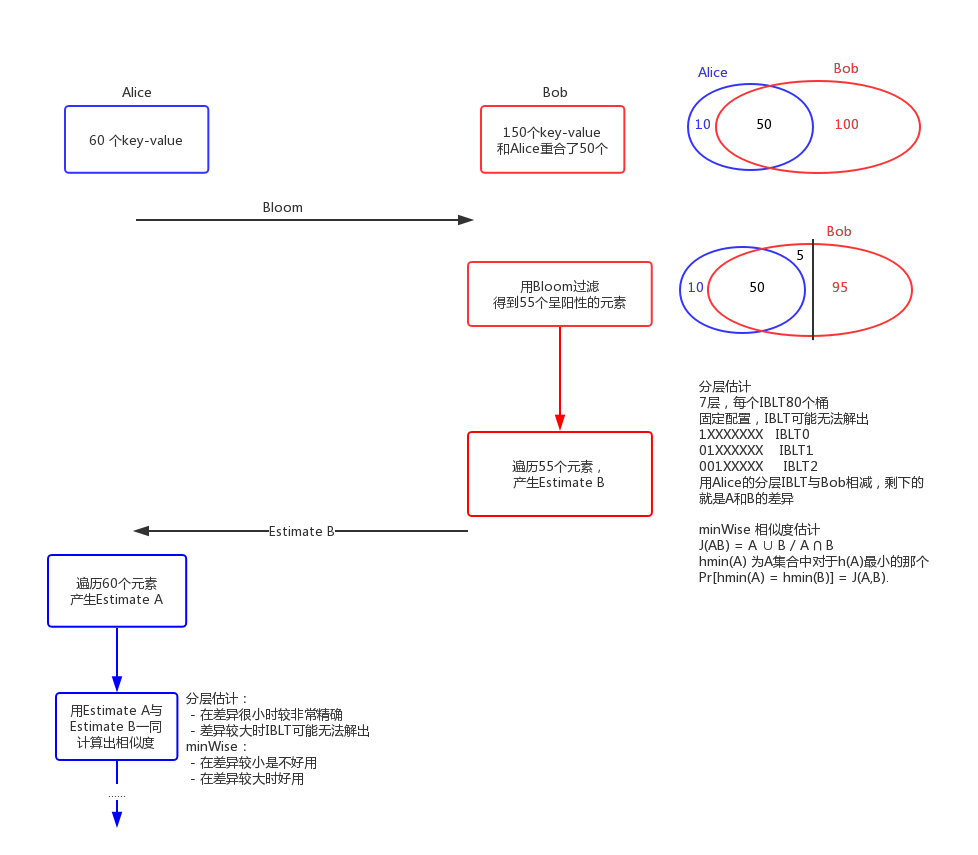 Alice
Bob
Alice
Bob
60 个key-value
150个key-value
和Alice重合了50个
10
50
100
Bloom
Bob
5
10
50
95
用Bloom过滤
得到55个呈阳性的元素
分层估计
7层，每个IBLT80个桶
固定配置，IBLT可能无法解出
1XXXXXXX IBLT0
01XXXXXX IBLT1
001XXXXX IBLT2
用Alice的分层IBLT与Bob相减，剩下的
就是A和B的差异
遍历55个元素，
产生Estimate B
minWise 相似度估计
J(AB) = A ∪ B / A ∩ B
hmin(A) 为A集合中对于h(A)最小的那个
Pr[hmin(A) = hmin(B)] = J(A,B).
Estimate B
遍历60个元素
产生Estimate A
用Estimate A与
Estimate B一同
计算出相似度
分层估计：
- 在差异很小时较非常精确
- 差异较大时IBLT可能无法解出
minWise：
- 在差异较小是不好用
- 在差异较大时好用
......